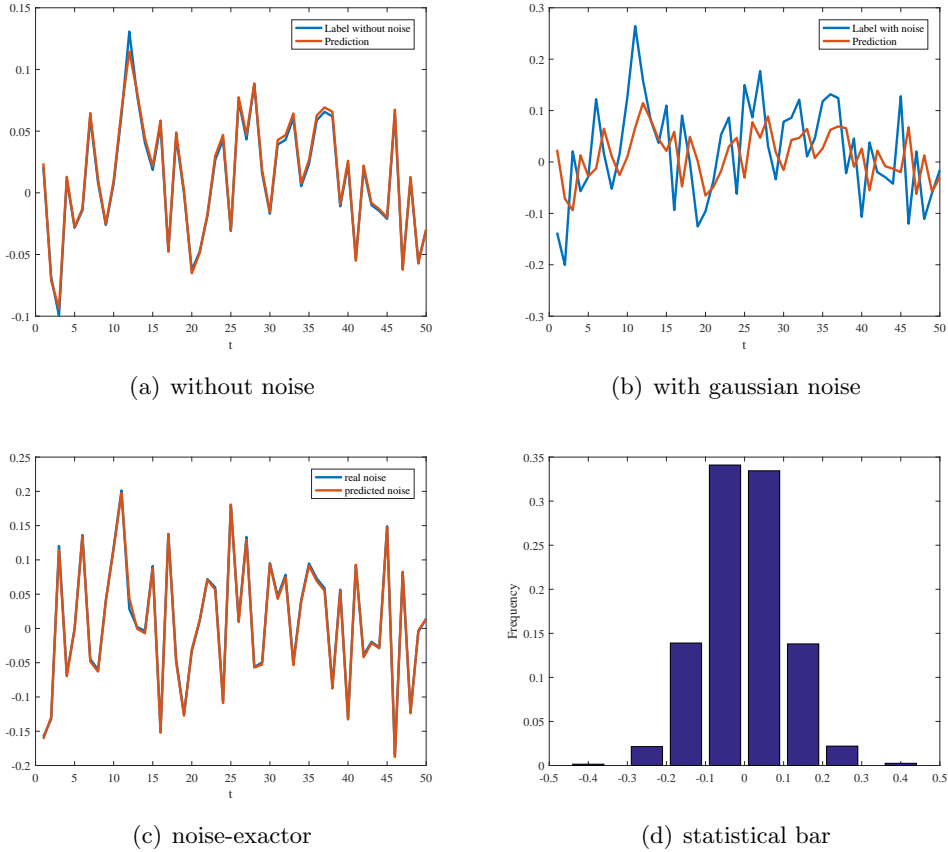 0.15
0.1
0.05
0
-0.05
-0.1
0 5 10 15 20 25 30 35 40 45 50
t
Label without noise
Prediction
(a) without noise
0.3
0.2
0.1
0
-0.1
-0.2
-0.3
0 5 10 15 20 25 30 35 40 45 50
t
Label with noise
Prediction
(b) with gaussian noise
0.25
0.2
0.15
0.1
0.05
0
-0.05
-0.1
-0.15
-0.2
0 5 10 15 20 25 30 35 40 45 50
t
real noise
predicted noise
(c) noise-exactor
0.35
0.3
0.25
0.2
0.15
0.1
0.05
0
Frequency
-0.5 -0.4 -0.3 -0.2 -0.1 0 0.1 0.2 0.3 0.4 0.5
(d) statistical bar